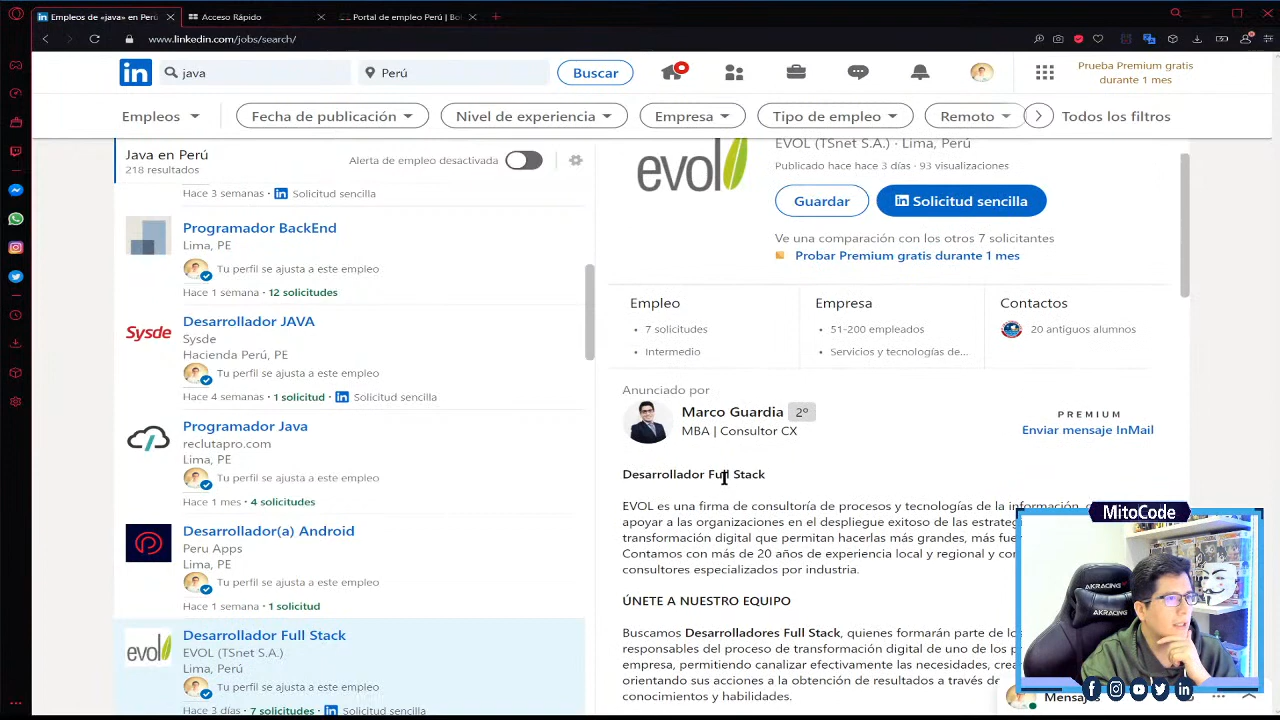 Empleos de «java» en Perú
Acceso Rápido
Portal de empleo Perú | Bo
www.linkedin.com/jobs/search/
in
java
Perú
Buscar
Prueba Premium gratis
durante 1 mes
Empleos
Fecha de publicación
Nivel de experiencia
Empresa
Tipo de empleo
Remoto
Todos los filtros
Java en Perú
218 resultados
Alerta de empleo desactivada
Hace 3 semanas · in Solicitud sencilla
Programador BackEnd
Lima, PE
Tu perfil se ajusta a este empleo
Hace 1 semana · 12 solicitudes
Sysde
Desarrollador JAVA
Sysde
Hacienda Perú, PE
Tu perfil se ajusta a este empleo
Hace 4 semanas · 1 solicitud · in Solicitud sencilla
Programador Java
reclutapro.com
Lima, PE
Tu perfil se ajusta a este empleo
Hace 1 mes · 4 solicitudes
Desarrollador(a) Android
Peru Apps
Lima, PE
Tu perfil se ajusta a este empleo
Hace 1 semana · 1 solicitud
evol
Desarrollador Full Stack
EVOL (TSnet S.A.)
Lima, Perú
Tu perfil se ajusta a este empleo
Hace 3 días · 7 solicitudes · in Solicitud sencilla
evol
EVOL (TSnet S.A.) · Lima, Perú
Publicado hace hace 3 días · 93 visualizaciones
Guardar
in Solicitud sencilla
Ve una comparación con los otros 7 solicitantes
Probar Premium gratis durante 1 mes
Empleo
• 7 solicitudes
• Intermedio
Empresa
• 51-200 empleados
• Servicios y tecnologías de...
Contactos
20 antiguos alumnos
Anunciado por
Marco Guardia 2º
MBA | Consultor CX
PREMIUM
Enviar mensaje InMail
Desarrollador Full Stack
EVOL es una firma de consultoría de procesos y tecnologías de la información,
apoyar a las organizaciones en el despliegue exitoso de las
transformación digital que permitan hacerlas más grandes, más
Contamos con más de 20 años de experiencia local y regional y
consultores especializados por industria.
ÚNETE A NUESTRO EQUIPO
Buscamos Desarrolladores Full Stack, quienes formarán parte de
responsables del proceso de transformación digital de uno de los
empresa, permitiendo canalizar efectivamente las necesidades,
orientando sus acciones a la obtención de resultados a través de
conocimientos y habilidades.
MitoCode
AKRACING
AKRACING